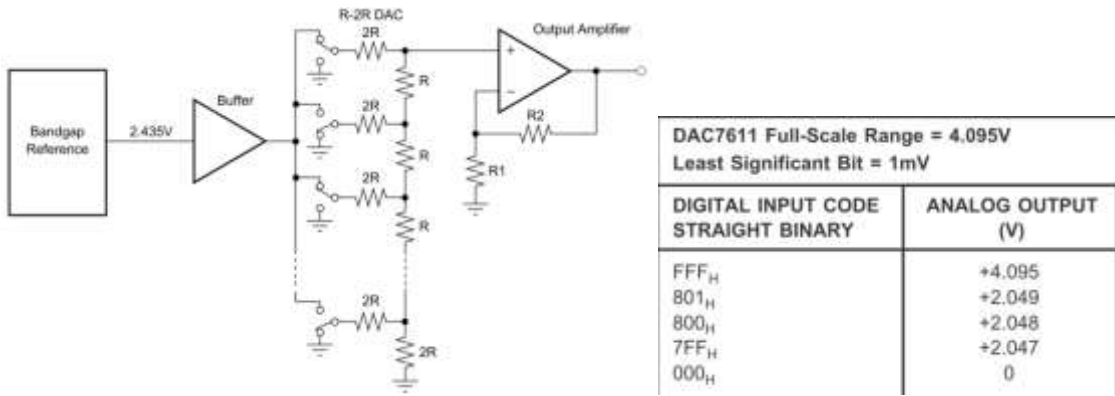 R-2R DAC
2R
Output Amplifier
+
−
R
Buffer
R2
Bandgap
Reference
2.435V
2R
R1
R
2R
R
2R
2R
DAC7611 Full-Scale Range = 4.095V
Least Significant Bit = 1mV
DIGITAL INPUT CODE
STRAIGHT BINARY
ANALOG OUTPUT
(V)
FFFH +4.095
801H +2.049
800H +2.048
7FFH +2.047
000H 0